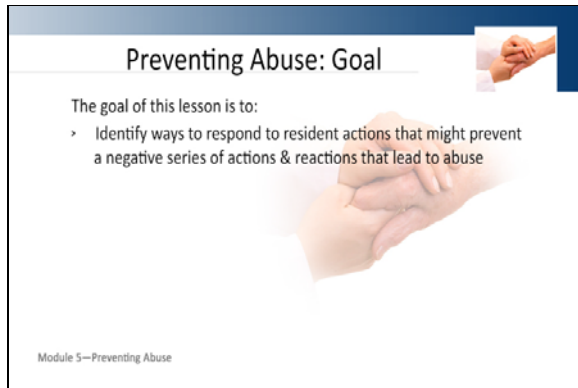 Preventing Abuse: Goal
The goal of this lesson is to:
› Identify ways to respond to resident actions that might prevent
a negative series of actions & reactions that lead to abuse
Module 5—Preventing Abuse